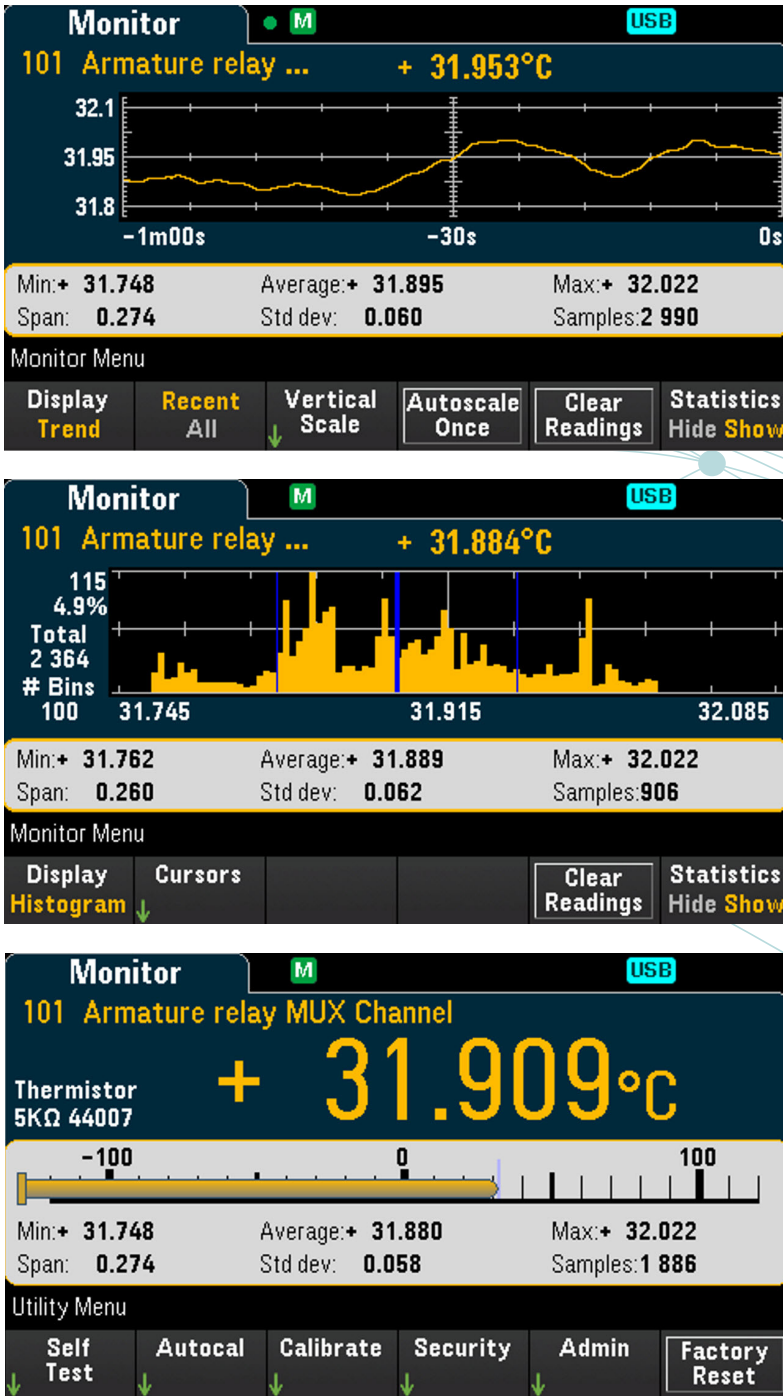 Monitor M USB
101 Armature relay ... + 31.953°C
32.1
31.95
31.8
-1m00s -30s 0s
Min:+ 31.748 Average:+ 31.895 Max:+ 32.022
Span: 0.274 Std dev: 0.060 Samples:2 990
Monitor Menu
Display Recent Vertical Autoscale Clear Statistics
Trend All Scale Once Readings Hide Show
Monitor M USB
101 Armature relay ... + 31.884°C
115
4.9%
Total
2 364
# Bins
100 31.745 31.915 32.085
Min:+ 31.762 Average:+ 31.889 Max:+ 32.022
Span: 0.260 Std dev: 0.062 Samples:906
Monitor Menu
Display Cursors Clear Statistics
Histogram Readings Hide Show
Monitor M USB
101 Armature relay MUX Channel
+ 31.909°C
Thermistor
5KΩ 44007
-100 0 100
Min:+ 31.748 Average:+ 31.880 Max:+ 32.022
Span: 0.274 Std dev: 0.058 Samples:1 886
Utility Menu
Self Autocal Calibrate Security Admin Factory
Test Reset